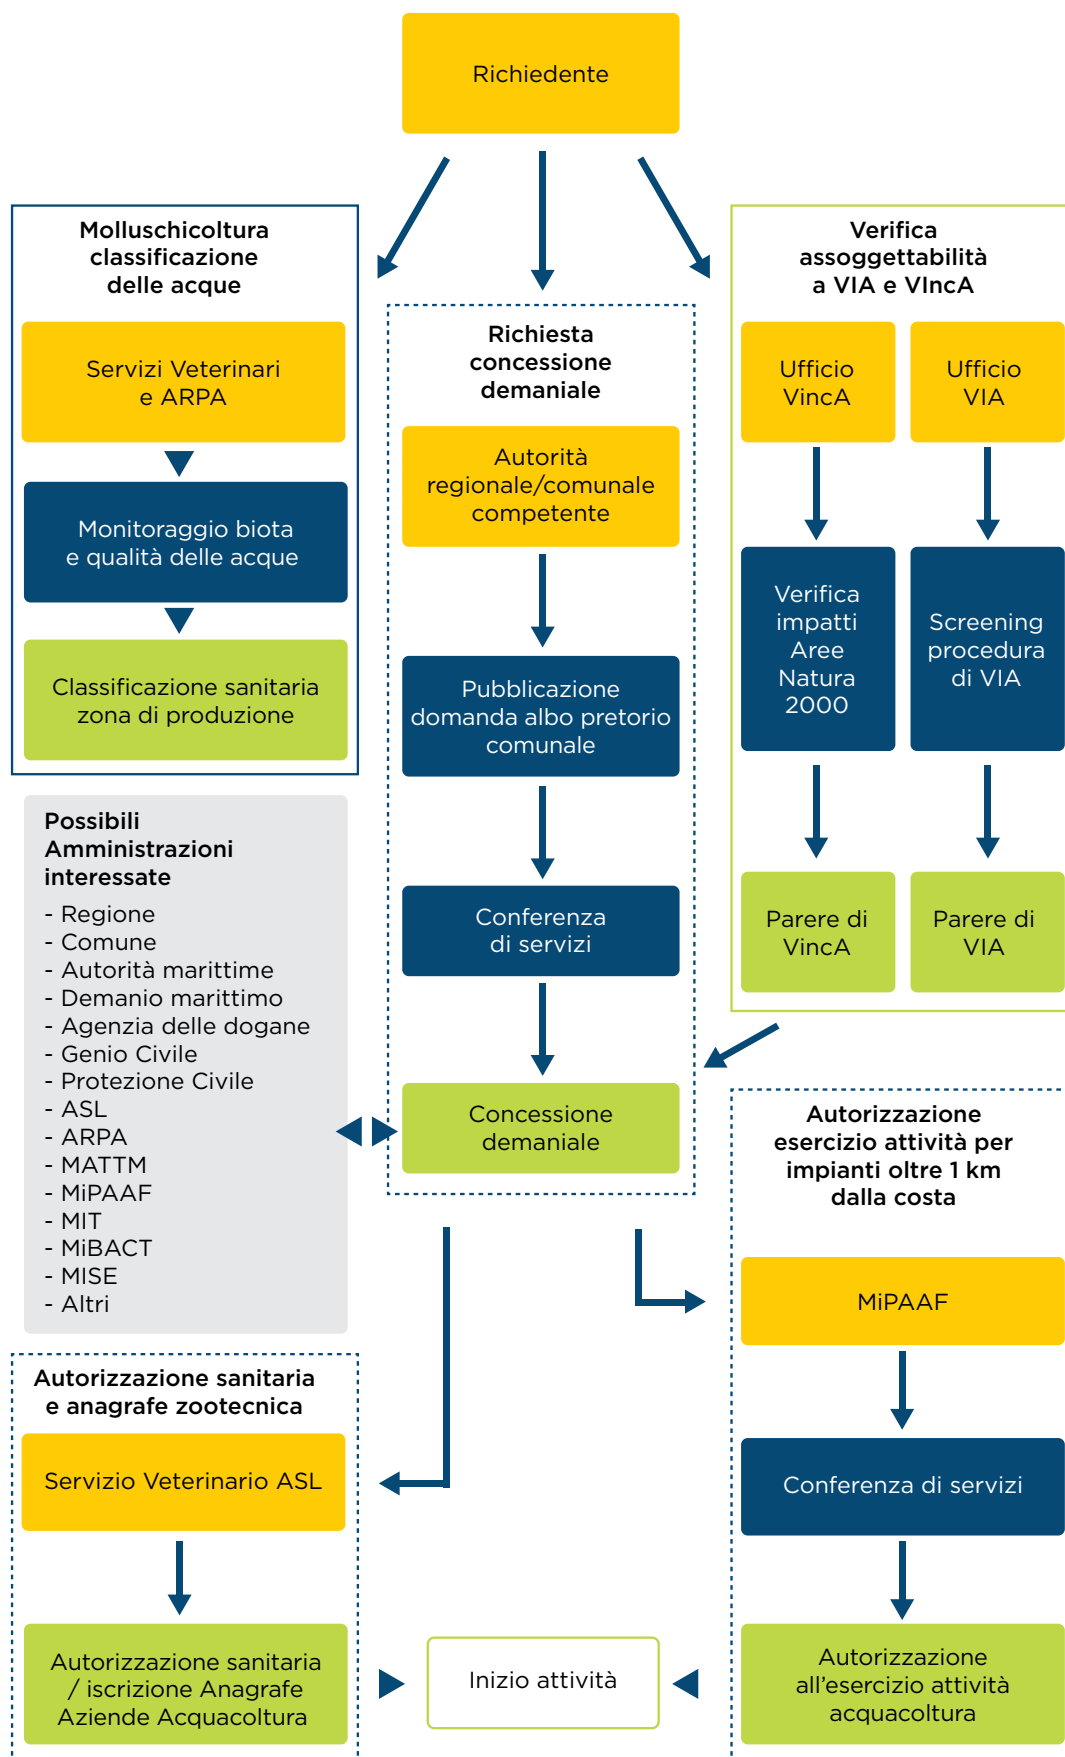 Richiedente
Molluschicoltura
classificazione
delle acque
Servizi Veterinari
e ARPA
Monitoraggio biota
e qualità delle acque
Classificazione sanitaria
zona di produzione
Richiesta
concessione
demaniale
Autorità
regionale/comunale
competente
Pubblicazione
domanda albo pretorio
comunale
Conferenza
di servizi
Concessione
demaniale
Verifica
assoggettabilità
a VIA e VIncA
Ufficio
VincA
Ufficio
VIA
Verifica
impatti
Aree
Natura
2000
Screening
procedura
di VIA
Parere di
VincA
Parere di
VIA
Possibili
Amministrazioni
interessate
- Regione
- Comune
- Autorità marittime
- Demanio marittimo
- Agenzia delle dogane
- Genio Civile
- Protezione Civile
- ASL
- ARPA
- MATTM
- MiPAAF
- MIT
- MiBACT
- MISE
- Altri
Autorizzazione
esercizio attività per
impianti oltre 1 km
dalla costa
MiPAAF
Conferenza di servizi
Autorizzazione
all'esercizio attività
acquacoltura
Autorizzazione sanitaria
e anagrafe zootecnica
Servizio Veterinario ASL
Autorizzazione sanitaria
/ iscrizione Anagrafe
Aziende Acquacoltura
Inizio attività